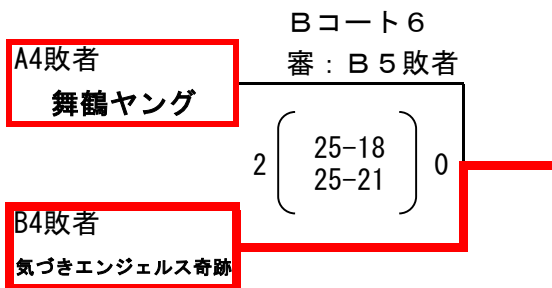 Bコート6
審：B5敗者
A4敗者
舞鶴ヤング
2
25-18
25-21
0
B4敗者
気づきエンジェルス奇跡